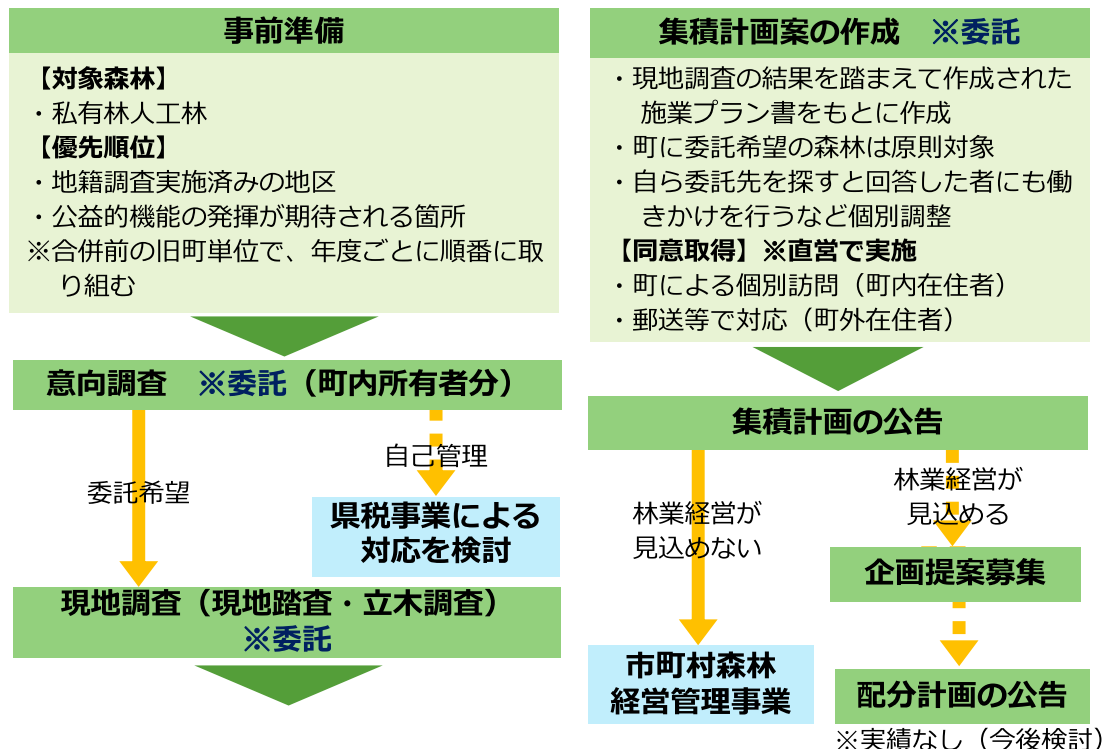 事前準備
【対象森林】
・私有林人工林
【優先順位】
・地籍調査実施済みの地区
・公益的機能の発揮が期待される箇所
※合併前の旧町単位で、年度ごとに順番に取
り組む
意向調査　※委託（町内所有者分）
委託希望
自己管理
県税事業による
対応を検討
現地調査（現地踏査・立木調査）
※委託
集積計画案の作成　※委託
・現地調査の結果を踏まえて作成された
施業プラン書をもとに作成
・町に委託希望の森林は原則対象
・自ら委託先を探すと回答した者にも働
きかけを行うなど個別調整
【同意取得】※直営で実施
・町による個別訪問（町内在住者）
・郵送等で対応（町外在住者）
集積計画の公告
林業経営が
見込めない
市町村森林
経営管理事業
林業経営が
見込める
企画提案募集
配分計画の公告
※実績なし（今後検討）